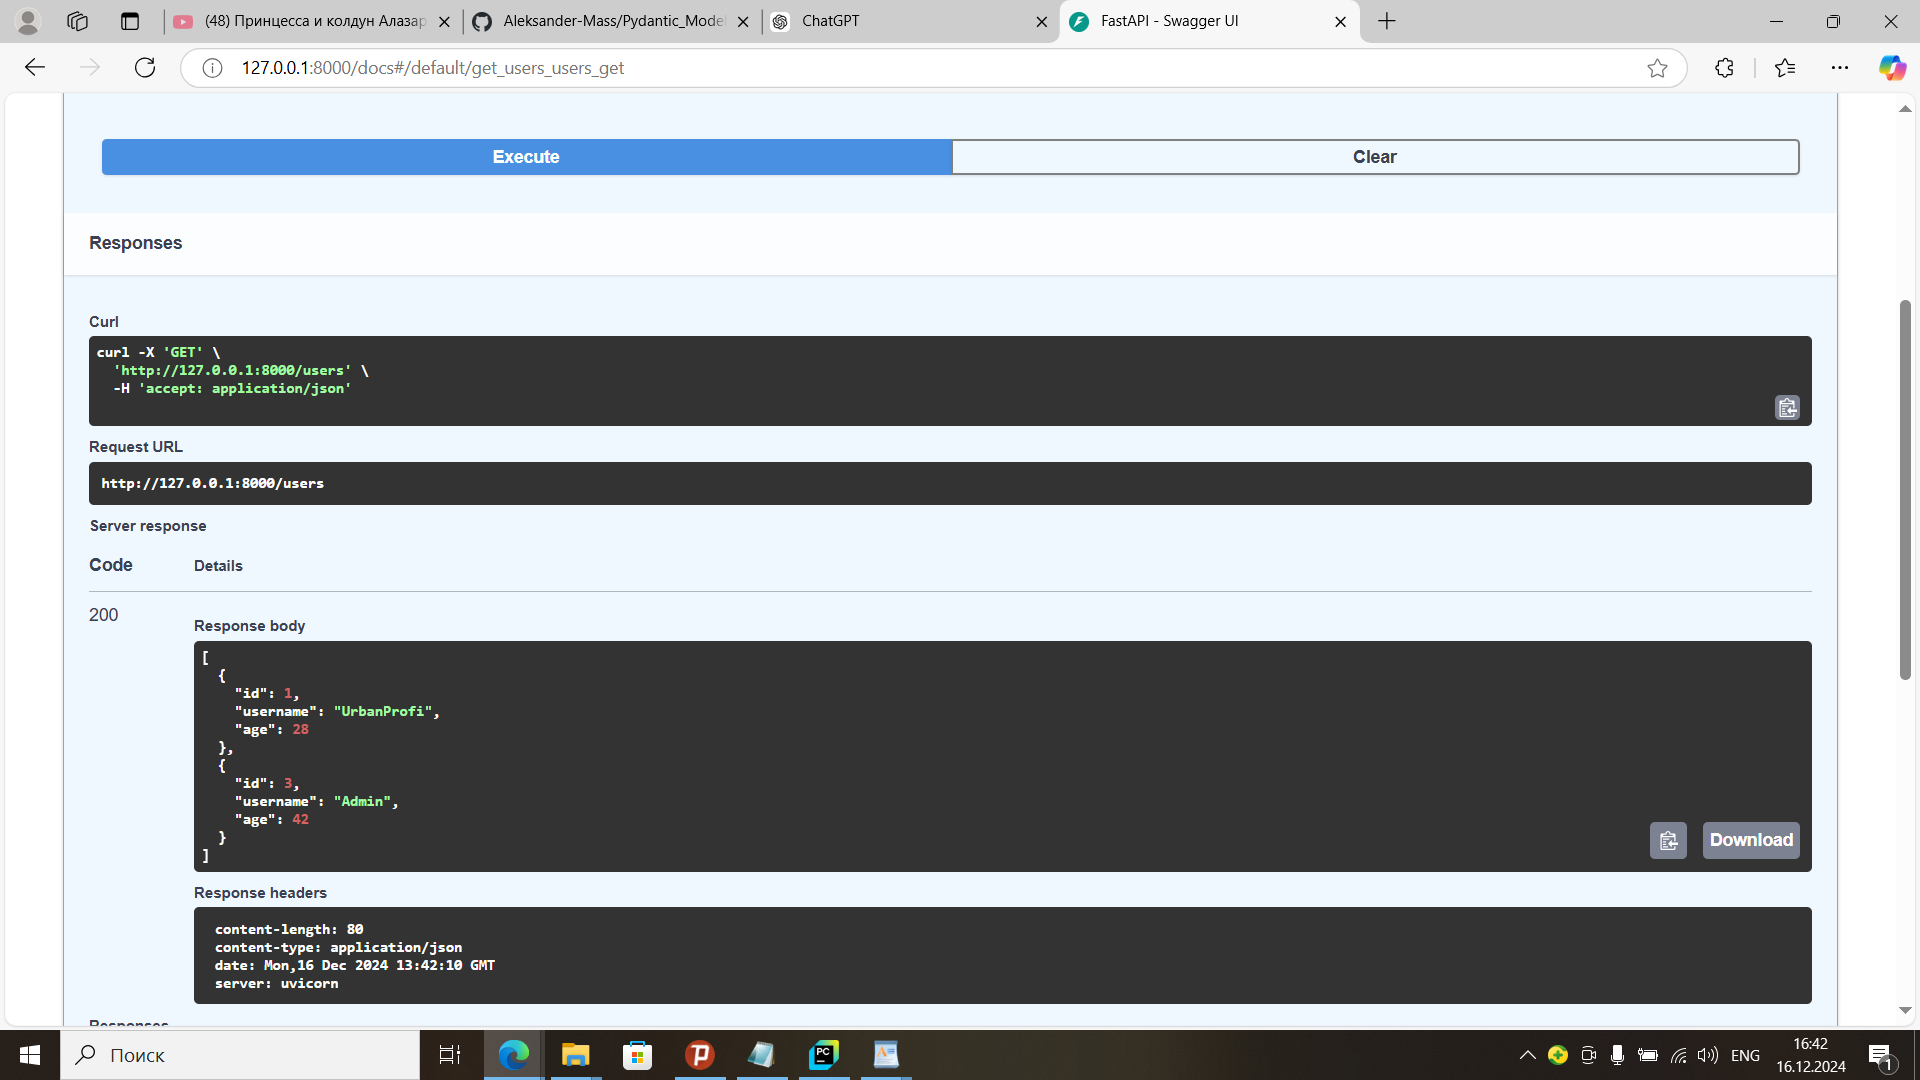 (48) Принцесса и колдун Алазар
Aleksander-Mass/Pydantic_Mode
ChatGPT
FastAPI - Swagger UI
127.0.0.1:8000/docs#/default/get_users_users_get
Execute
Clear
Responses
Curl
curl -X 'GET' \
'http://127.0.0.1:8000/users' \
-H 'accept: application/json'
Request URL
http://127.0.0.1:8000/users
Server response
Code
Details
200
Response body
[
{
"id": 1,
"username": "UrbanProfi",
"age": 28
},
{
"id": 3,
"username": "Admin",
"age": 42
}
]
Download
Response headers
content-length: 80
content-type: application/json
date: Mon,16 Dec 2024 13:42:10 GMT
server: uvicorn
Responses
Поиск
PC
ENG
16:42
16.12.2024
1